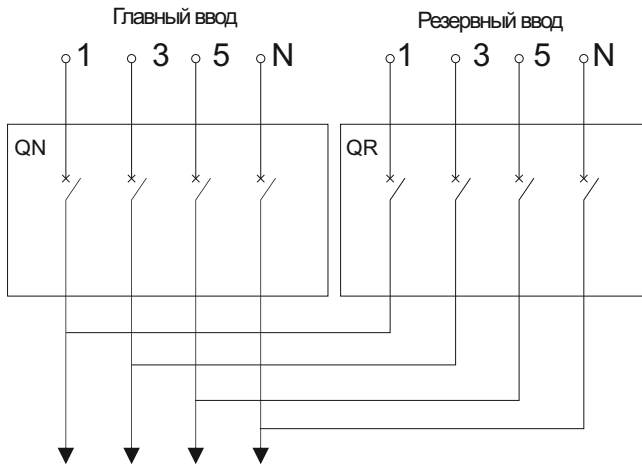 Главный ввод
Резервный ввод
1 3 5 N
1 3 5 N
QN
QR